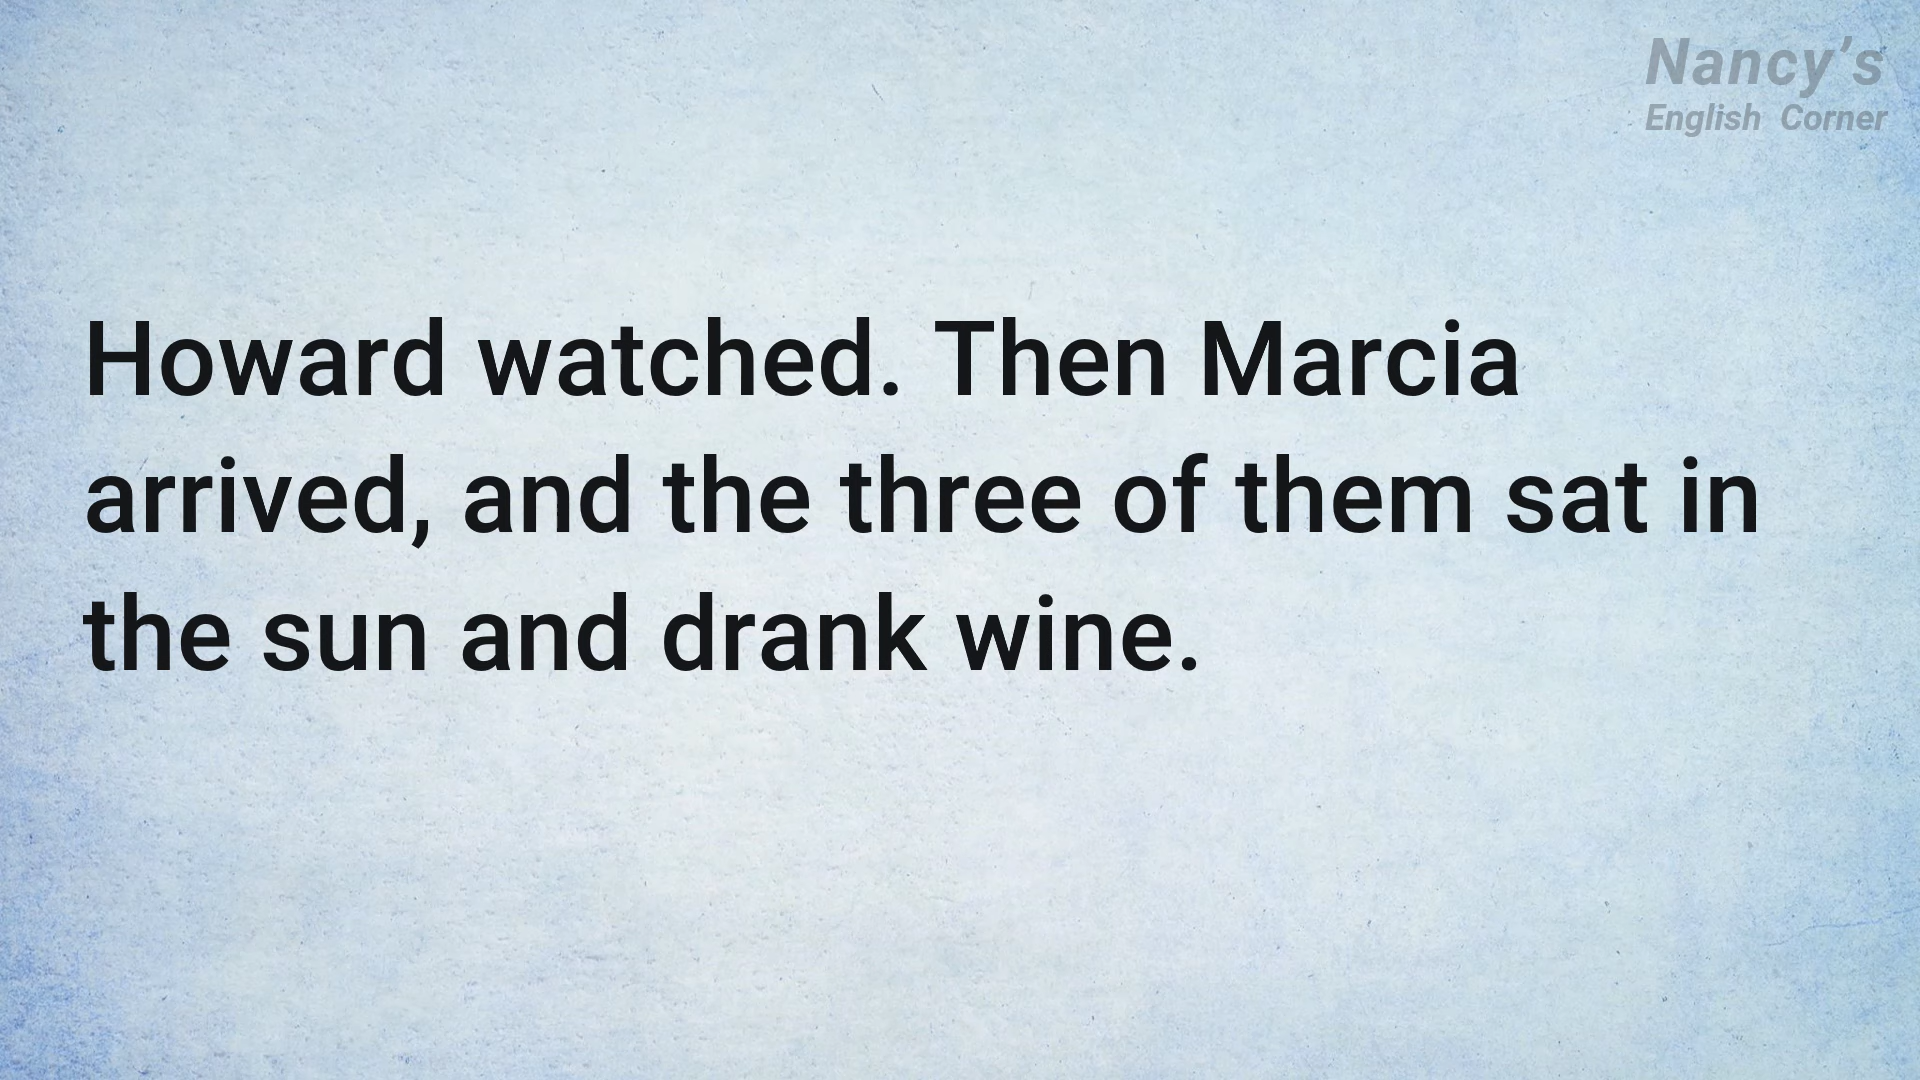 Nancy’s
English Corner
Howard watched. Then Marcia
arrived, and the three of them sat in
the sun and drank wine.